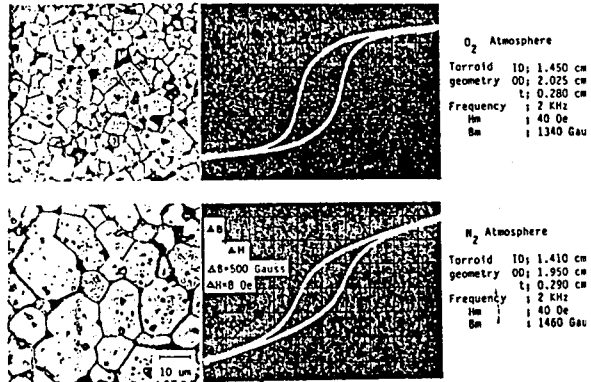 O2 Atmosphere
Torroid ID; 1.450 cm
geometry OD; 2.025 cm
t; 0.280 cm
Frequency ; 2 KHz
Hm ; 40 Oe
Bm ; 1340 Gau
ΔB
ΔH
ΔB=500 Gauss
ΔH=8 Oe
10 um
N2 Atmosphere
Torroid ID; 1.410 cm
geometry OD; 1.950 cm
t; 0.290 cm
Frequency ; 2 KHz
Hm ; 40 Oe
Bm ; 1460 Gau